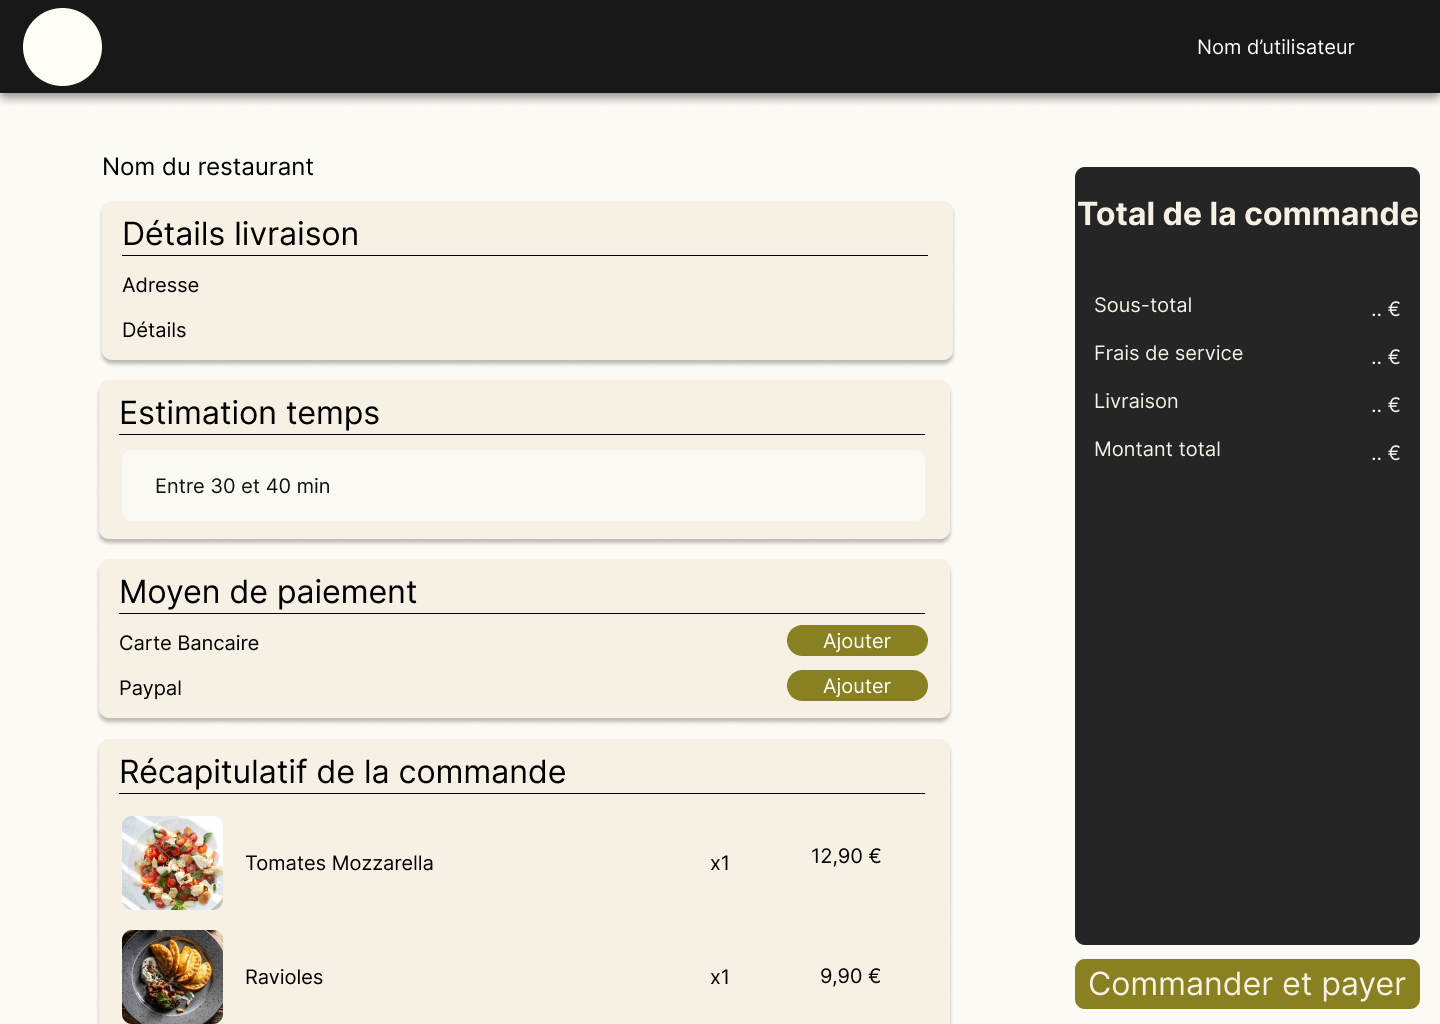 Nom d’utilisateur
Nom du restaurant
Détails livraison
Adresse
Détails
Estimation temps
Entre 30 et 40 min
Moyen de paiement
Carte Bancaire Ajouter
Paypal Ajouter
Récapitulatif de la commande
Tomates Mozzarella x1 12,90 €
Ravioles x1 9,90 €
Total de la commande
Sous-total .. €
Frais de service .. €
Livraison .. €
Montant total .. €
Commander et payer